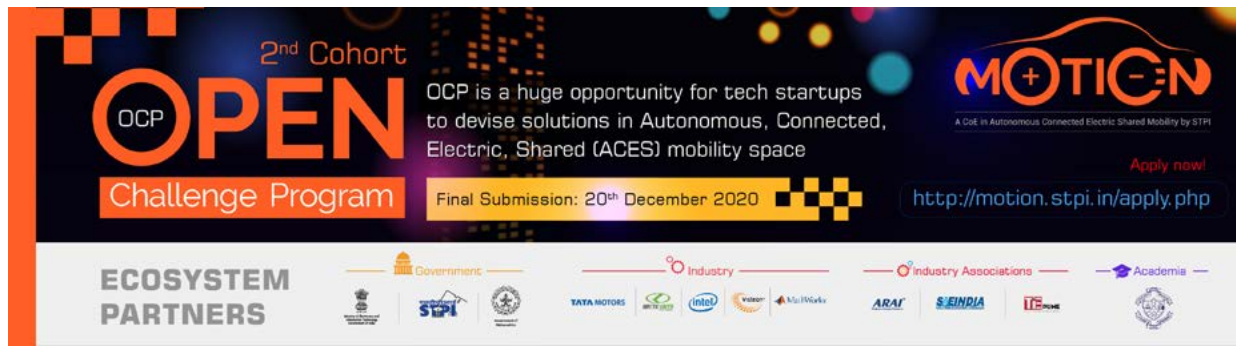 2nd Cohort
OCP
OPEN
Challenge Program
OCP is a huge opportunity for tech startups
to devise solutions in Autonomous, Connected,
Electric, Shared (ACES) mobility space
Final Submission: 20th December 2020
MOTION
A CoE in Autonomous Connected Electric Shared Mobility by STPI
Apply now!
http://motion.stpi.in/apply.php
ECOSYSTEM
PARTNERS
Government
STPI
Industry
TATA MOTORS
intel
Visteon
MathWorks
Industry Associations
ARAI
SAEINDIA
TiE PUNE
Academia